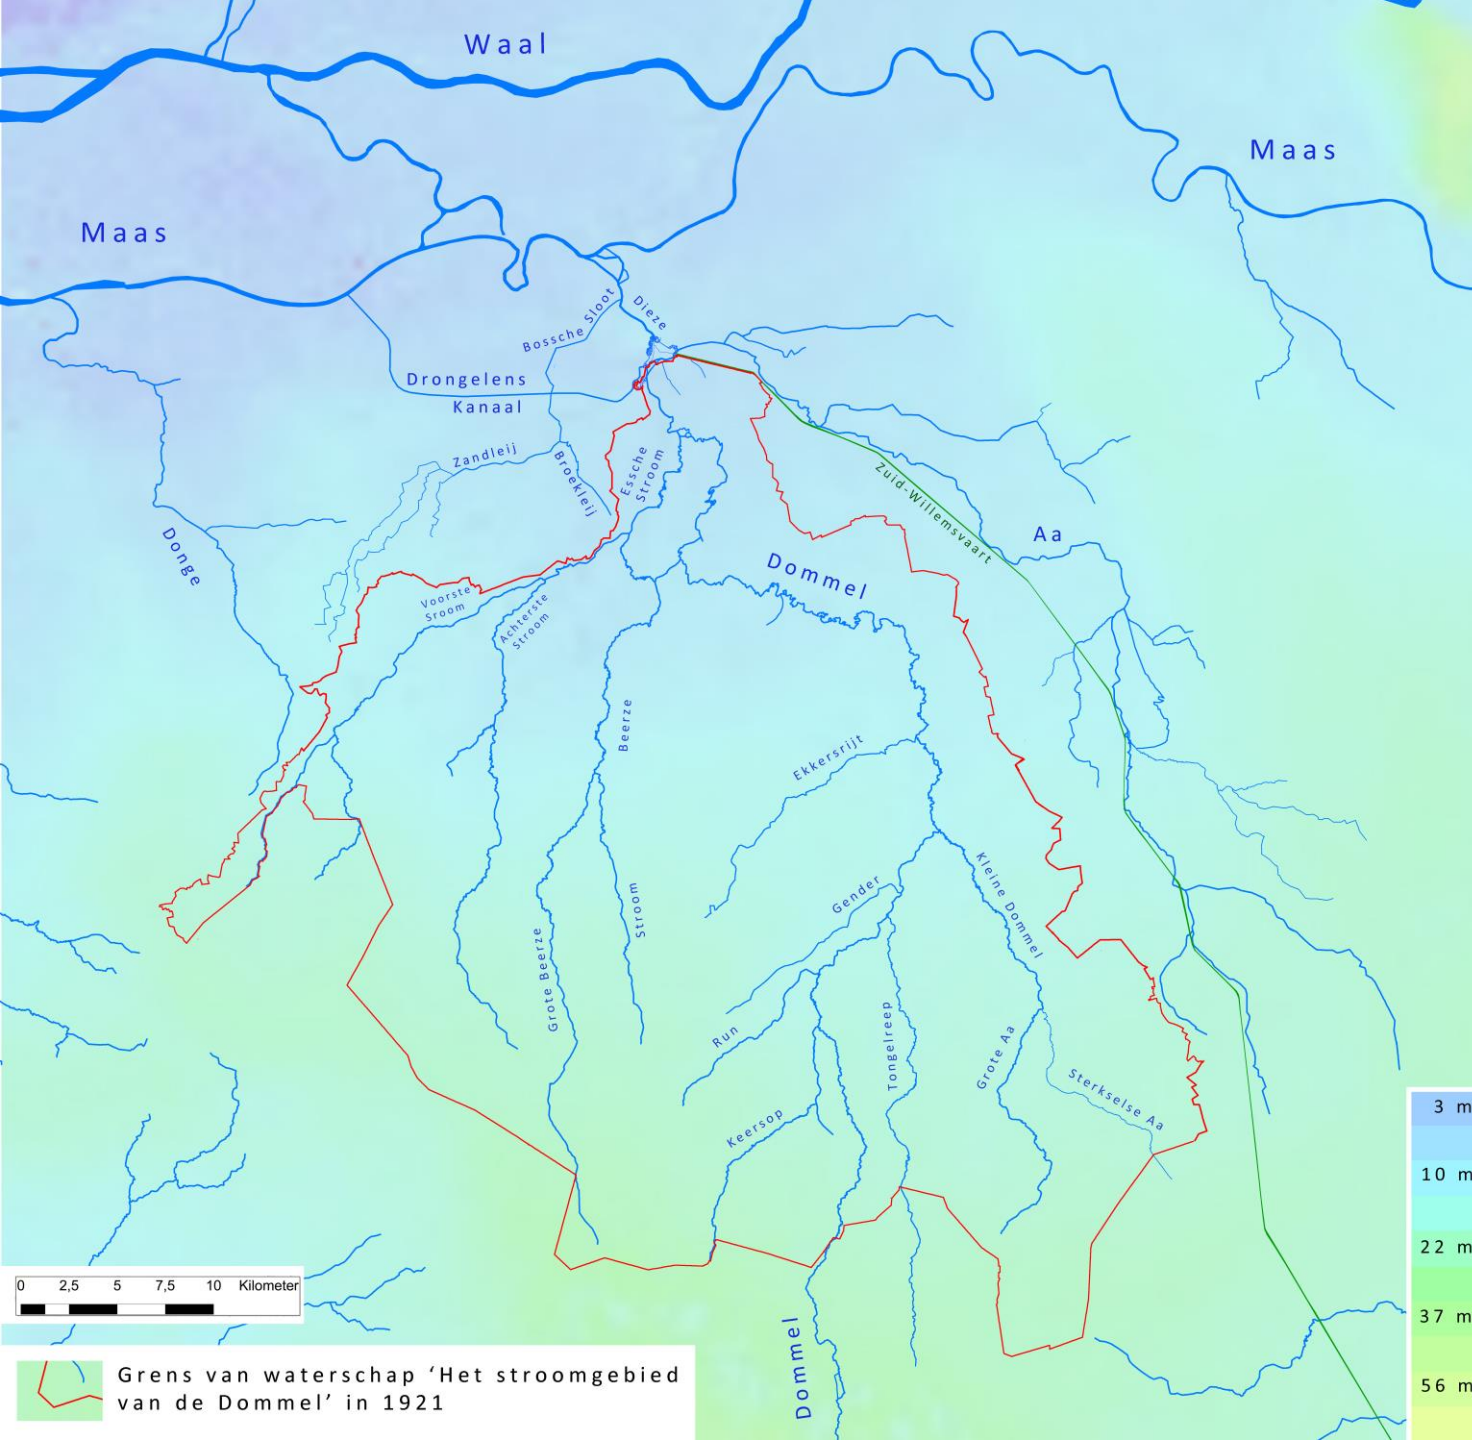 Waal
Maas
Maas
Bossche Sloot
Dieze
Drongelens
Kanaal
Zandleij
Broekleij
Essche
Stroom
Zuid-Willemsvaart
Aa
Donge
Dommel
Voorste
Sroom
Achterste
Stroom
Beerze
Ekkersrijt
Gender
Kleine Dommel
Stroom
Grote Beerze
Run
Tongelreep
Grote Aa
Sterkselse Aa
Keersop
Dommel
3 m
10 m
22 m
37 m
56 m
0 2,5 5 7,5 10 Kilometer
Grens van waterschap ‘Het stroomgebied
van de Dommel’ in 1921